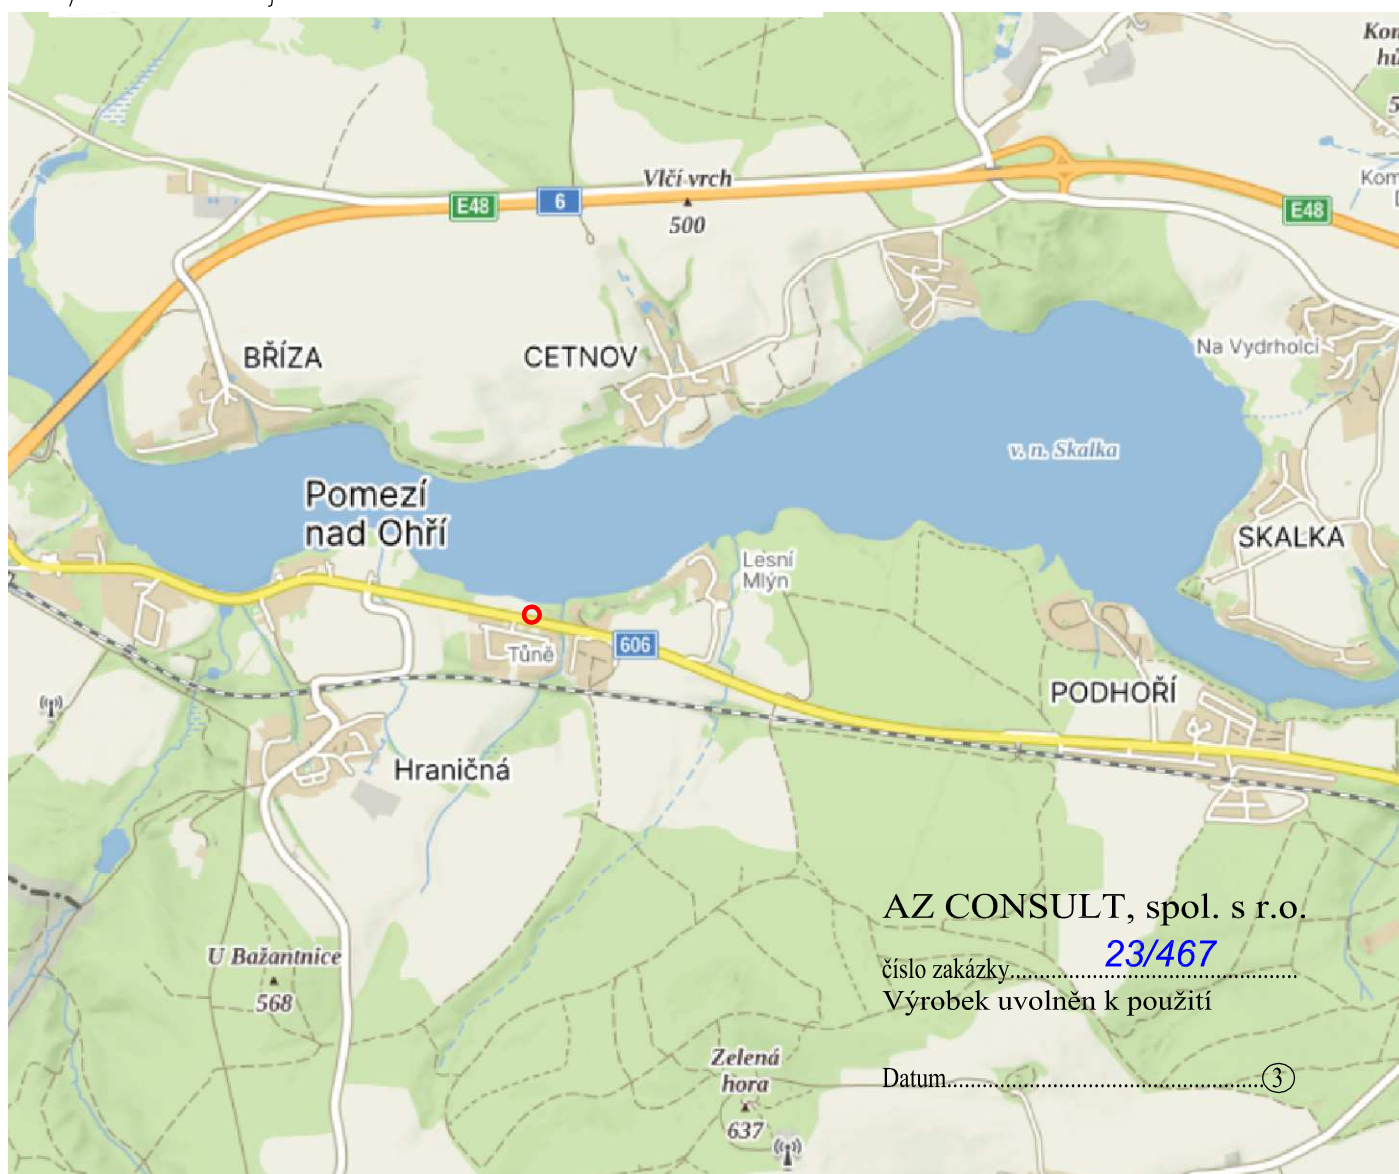 Vlčí vrch
500
E48
6
E48
BŘÍZA
CETNOV
Na Vydrholci
v. n. Skalka
Pomezí
nad Ohří
SKALKA
Lesní
Mlýn
606
Tůně
PODHOŘÍ
Hraničná
U Bažantnice
568
Zelená
hora
637
AZ CONSULT, spol. s r.o.
číslo zakázky 23/467
Výrobek uvolněn k použití
Datum 3